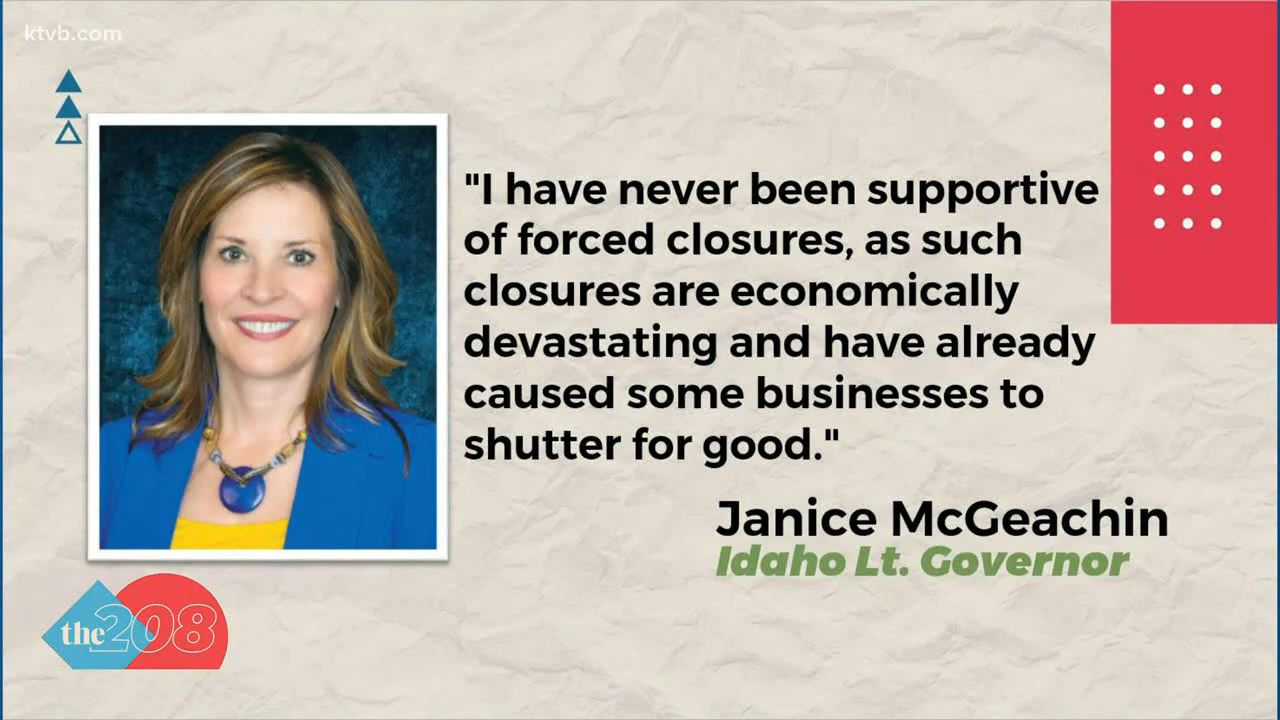 ktvb.com
"I have never been supportive
of forced closures, as such
closures are economically
devastating and have already
caused some businesses to
shutter for good."
Janice McGeachin
Idaho Lt. Governor
the208